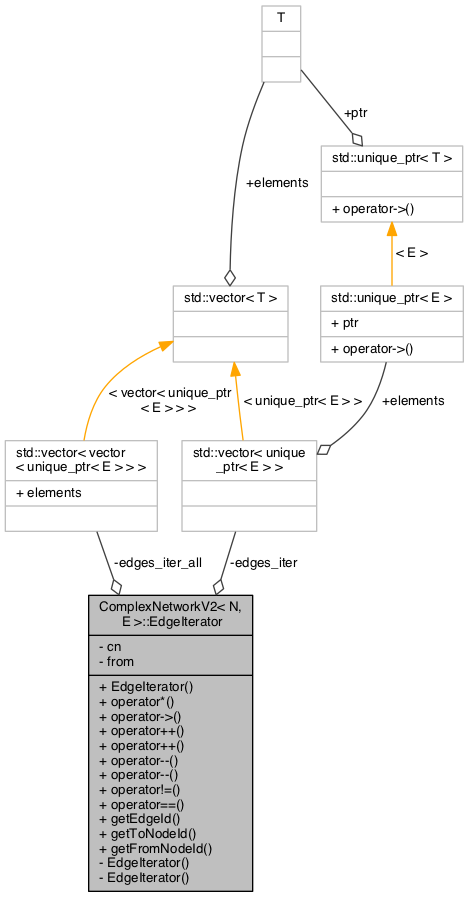 T
+ptr
std::unique_ptr< T >
+ operator->()
+elements
< E >
std::vector< T >
std::unique_ptr< E >
+ ptr
+ operator->()
< vector< unique_ptr
< E > > >
< unique_ptr< E > >
+elements
std::vector< vector
< unique_ptr< E > > >
+ elements
std::vector< unique
_ptr< E > >
-edges_iter_all
-edges_iter
ComplexNetworkV2< N,
E >::EdgeIterator
- cn
- from
+ EdgeIterator()
+ operator*()
+ operator->()
+ operator++()
+ operator++()
+ operator--()
+ operator--()
+ operator!=()
+ operator==()
+ getEdgeId()
+ getToNodeId()
+ getFromNodeId()
- EdgeIterator()
- EdgeIterator()